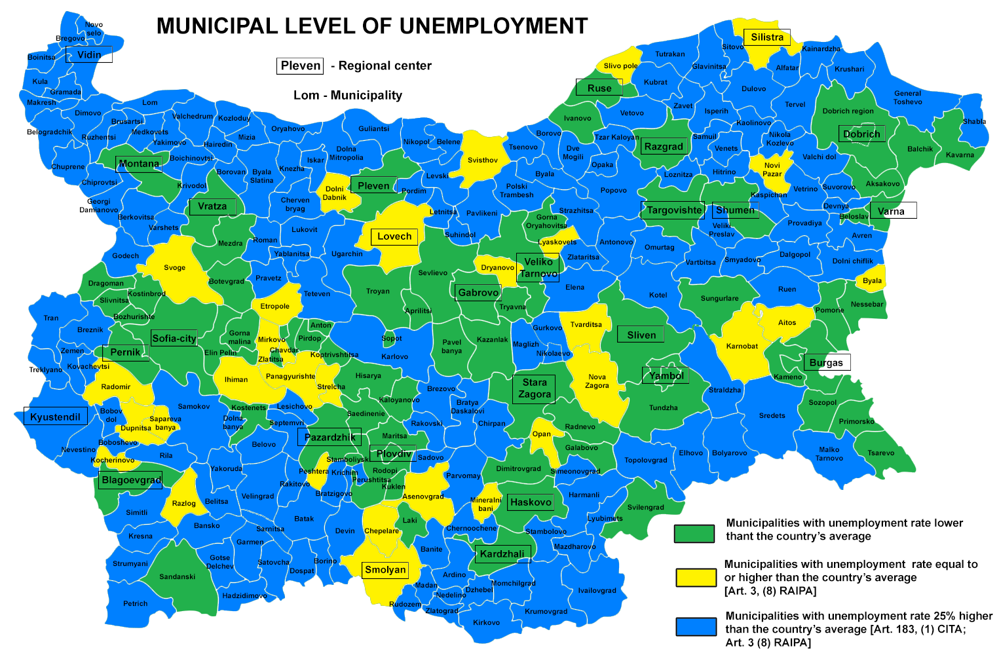 MUNICIPAL LEVEL OF UNEMPLOYMENT
Pleven - Regional center
Lom - Municipality
Novo
selo
Bregovo
Vidin
Boinitsa
Kula
Gramada
Makresh
Dimovo
Lom
Brusartsi
Medkovets
Valchedrum
Kozloduy
Belogradchik
Ruzhentsi
Yakimovo
Hairedin
Mizia
Oryahovo
Guliantsi
Chuprene
Montana
Boichinovtsi
Chiprovtsi
Krivodol
Borovan
Byala
Slatina
Knezha
Iskar
Dolna
Mitropolia
Nikopol
Belene
Georgi
Damianovo
Berkovitsa
Varshets
Vratza
Cherven
bryag
Dolni
Dabnik
Pleven
Pordim
Levski
Svisthov
Letnitsa
Pavlikeni
Suhindol
Godech
Svoge
Mezdra
Roman
Lukovit
Yablanitsa
Ugarchin
Lovech
Dragoman
Kostinbrod
Slivnitsa
Bozhurishte
Botevgrad
Pravetz
Etropole
Teteven
Troyan
Sevlievo
Aprilitsi
Gabrovo
Dryanovo
Tryavna
Silistra
Sitovo
Kainardzha
Tutrakan
Glavinitsa
Alfatar
Krushari
Slivo pole
Kubrat
Dulovo
Ruse
Ivanovo
Vetovo
Zavet
Isperih
Tervel
General
Toshevo
Dobrich region
Dobrich
Shabla
Balchik
Kavarna
Borovo
Tsenovo
Dve
Mogili
Tzar Kaloyan
Razgrad
Samuil
Kaolinovo
Nikola
Kozlevo
Venets
Valchi dol
Opaka
Byala
Loznitza
Hitrino
Novi
Pazar
Kaspichan
Vetrino
Suvorovo
Aksakovo
Polski
Trambesh
Popovo
Strazhitsa
Targovishte
Shumen
Veliki
Preslav
Devnya
Beloslav
Varna
Provadiya
Avren
Gorna
Oryahovitsa
Lyaskovets
Veliko
Tarnovo
Zlataritsa
Antonovo
Omurtag
Vartbitsa
Smyadovo
Dalgopol
Dolni chiflik
Byala
Elena
Kotel
Sungurlare
Ruen
Pomorie
Nessebar
Tran
Breznik
Zemen
Treklyano
Kovachevtsi
Pernik
Sofia-city
Gorna
malina
Elin Pelin
Mirkovo
Chavdar
Zlatitsa
Anton
Pirdop
Koptrivshtitsa
Sopot
Karlovo
Pavel
banya
Kazanlak
Maglizh
Gurkovo
Nikolaevo
Tvarditsa
Sliven
Karnobat
Aitos
Burgas
Kameno
Radomir
Ihiman
Panagyurishte
Strelcha
Hisarya
Kaloyanovo
Saedinenie
Brezovo
Bratya
Daskalovi
Chirpan
Rakovski
Stara
Zagora
Nova
Zagora
Yambol
Tundzha
Straldzha
Sredets
Sozopol
Primorsko
Tsarevo
Kyustendil
Bobov
dol
Dupnitsa
Sapareva
banya
Samokov
Kostenets
Dolna
banya
Lesichovo
Septemvri
Belovo
Pazardzhik
Maritsa
Plovdiv
Stamboliyski
Sadovo
Rodopi
Perushtitsa
Krichim
Kuklen
Opan
Radnevo
Galabovo
Simeonovgrad
Topolovgrad
Elhovo
Bolyarovo
Malko
Tarnovo
Nevestino
Boboshevo
Kocherinovo
Rila
Blagoevgrad
Yakoruda
Razlog
Belitsa
Velingrad
Rakitovo
Peshtera
Bratzigovo
Batak
Asenovgrad
Parvomay
Dimitrovgrad
Mineralni
bani
Haskovo
Harmanli
Svilengrad
Lyubimets
Simitli
Kresna
Bansko
Sarnitsa
Garmen
Gotse
Delchev
Satovcha
Dospat
Borino
Devin
Chepelare
Laki
Chernoochene
Banite
Kardzhali
Stambolovo
Mazdharovo
Strumyani
Sandanski
Petrich
Hadzidimovo
Smolyan
Rudozem
Madan
Ardino
Nedelino
Zlatograd
Dzhebel
Momchilgrad
Kirkovo
Krumovgrad
Ivailovgrad
Municipalities with unemployment rate lower
thant the country's average
Municipalities with unemployment rate equal to
or higher than the country's average
[Art. 3, (8) RAIPA]
Municipalities with unemployment rate 25% higher
than the country's average [Art. 183, (1) CITA;
Art. 3 (8) RAIPA]